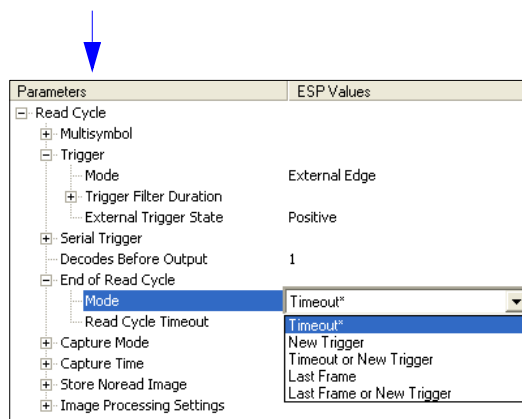 Parameters ESP Values
Read Cycle
Multisymbol
Trigger
Mode External Edge
Trigger Filter Duration
External Trigger State Positive
Serial Trigger
Decodes Before Output 1
End of Read Cycle
Mode Timeout*
Read Cycle Timeout Timeout*
Capture Mode New Trigger
Capture Time Timeout or New Trigger
Store Noread Image Last Frame
Image Processing Settings Last Frame or New Trigger